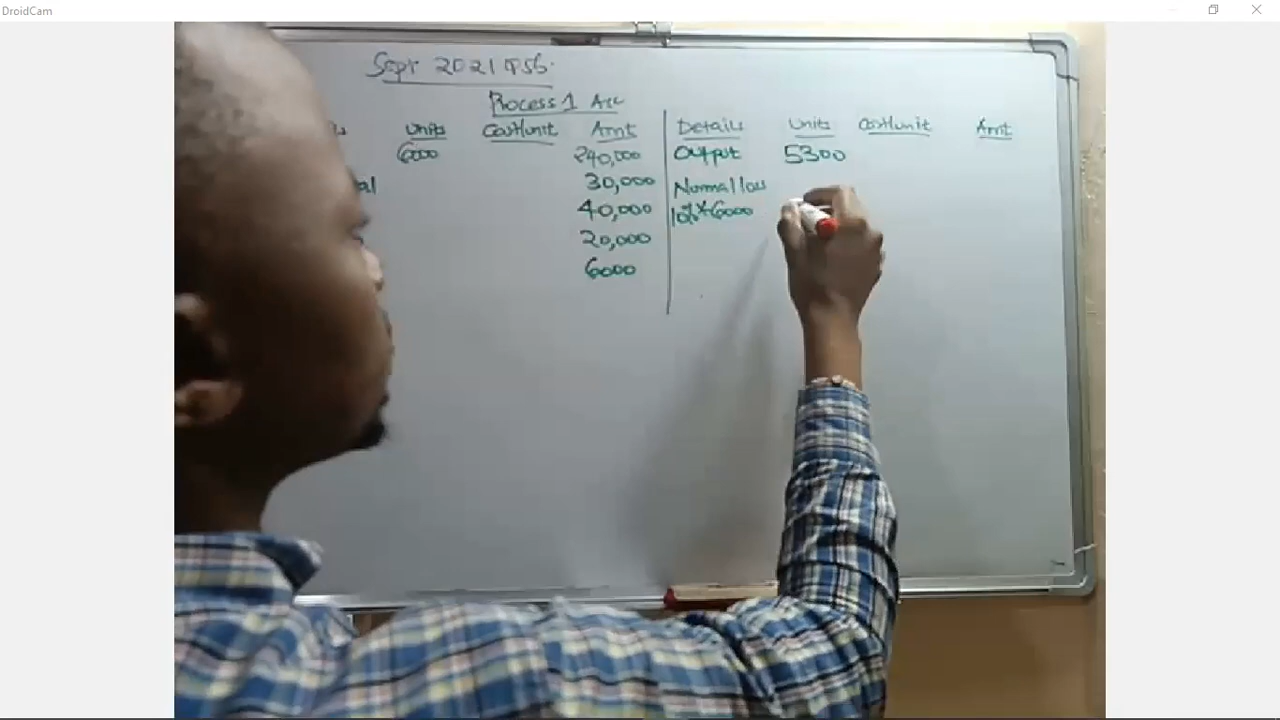 DroidCam
Sept 2021 Q5b.
Process 1 Acc
Units Cost/unit Amt Details Units Cost/unit Amt
6000 240,000 Output 5300
30,000 Normal loss
40,000 10% x 6000
20,000
6000